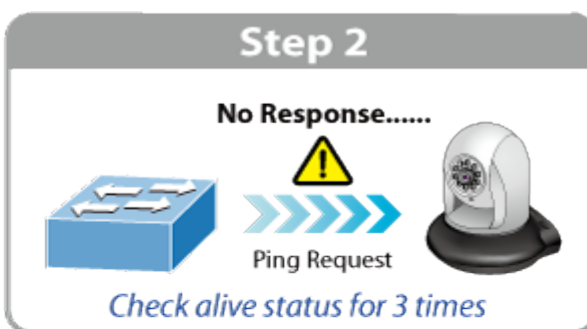 Step 2
No Response......
Ping Request
Check alive status for 3 times